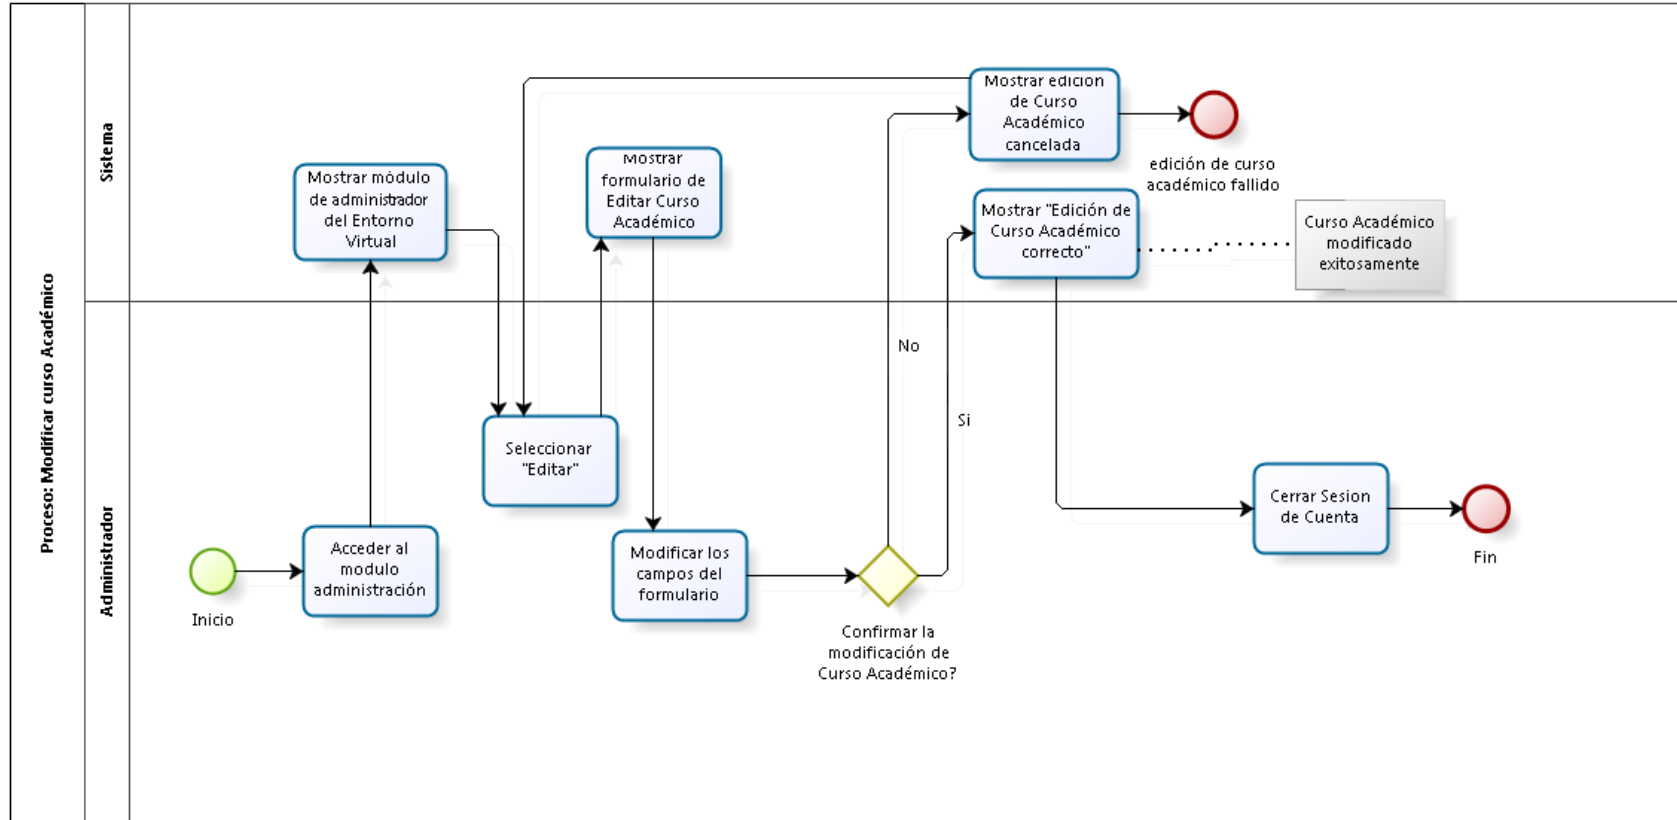 Proceso: Modificar curso Académico
Sistema
Administrador
Mostrar edición
de Curso
Académico
cancelada
edición de curso
académico fallido
Mostrar módulo
de administrador
del Entorno
Virtual
Mostrar
formulario de
Editar Curso
Académico
Mostrar "Edición de
Curso Académico
correcto"
Curso Académico
modificado
exitosamente
No
Si
Seleccionar
"Editar"
Cerrar Sesion
de Cuenta
Fin
Inicio
Acceder al
modulo
administración
Modificar los
campos del
formulario
Confirmar la
modificación de
Curso Académico?